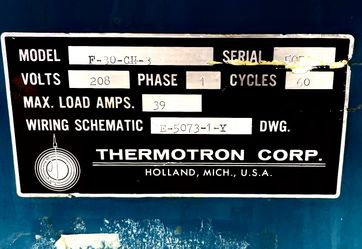 MODEL F-30-CH-3 SERIAL
VOLTS 208 PHASE 1 CYCLES 60
MAX. LOAD AMPS. 39
WIRING SCHEMATIC E-5073-1-Y DWG.
THERMOTRON CORP.
HOLLAND, MICH., U.S.A.